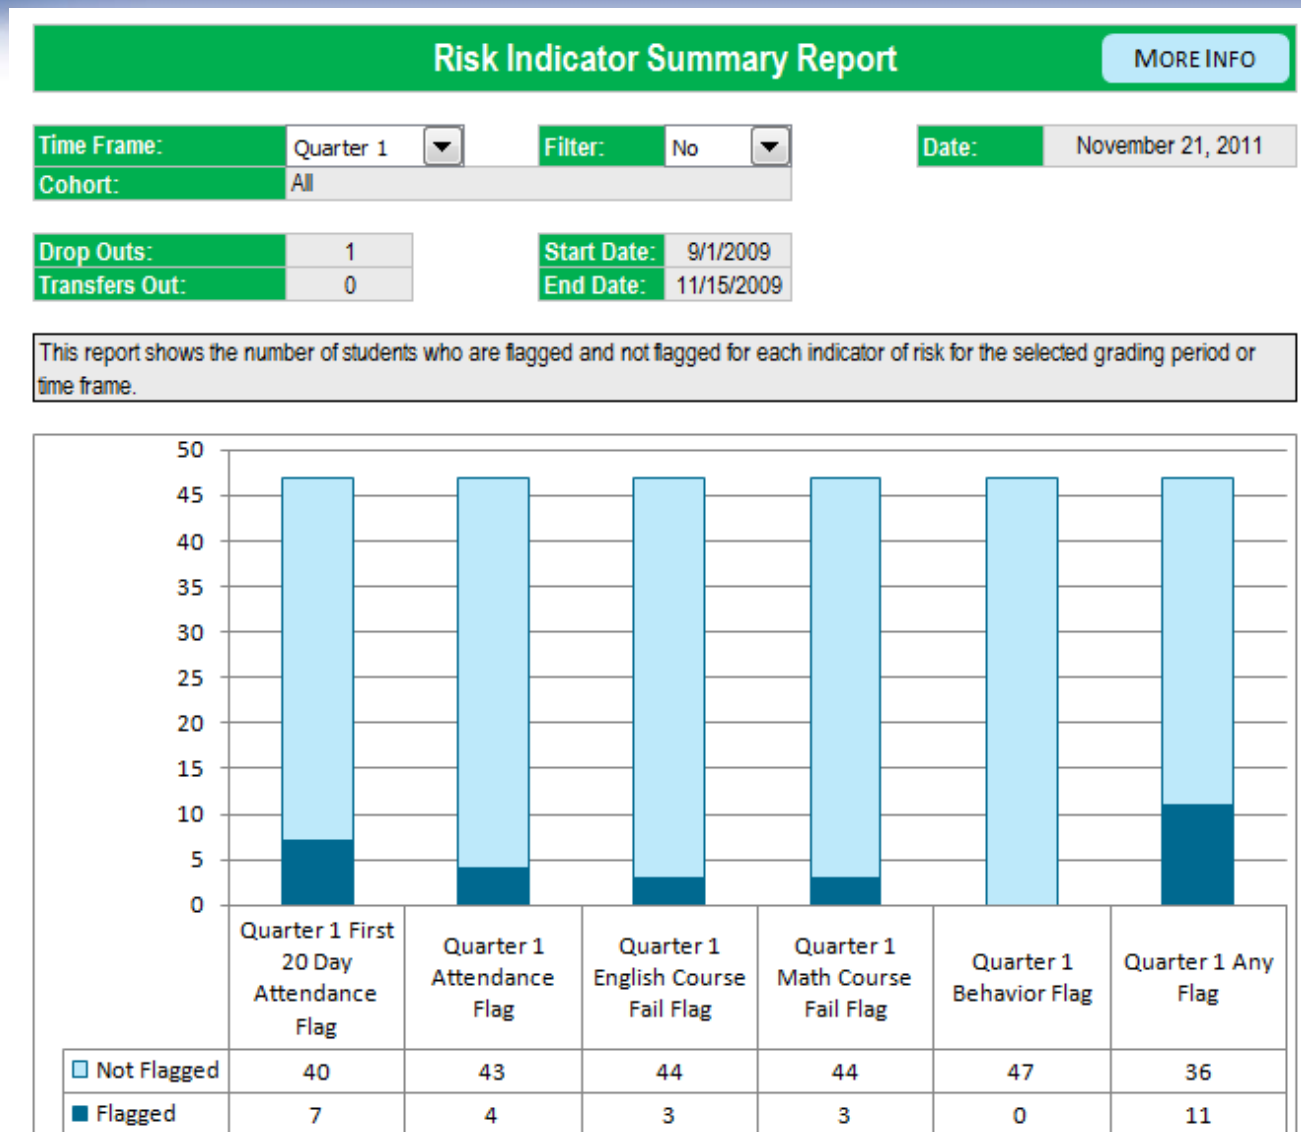 Risk Indicator Summary Report MORE INFO
Time Frame: Quarter 1 Filter: No Date: November 21, 2011
Cohort: All
Drop Outs: 1 Start Date: 9/1/2009
Transfers Out: 0 End Date: 11/15/2009
This report shows the number of students who are flagged and not flagged for each indicator of risk for the selected grading period or
time frame.
50
45
40
35
30
25
20
15
10
5
0
Quarter 1 First
20 Day
Attendance
Flag
Quarter 1
Attendance
Flag
Quarter 1
English Course
Fail Flag
Quarter 1
Math Course
Fail Flag
Quarter 1
Behavior Flag
Quarter 1 Any
Flag
Not Flagged 40 43 44 44 47 36
Flagged 7 4 3 3 0 11